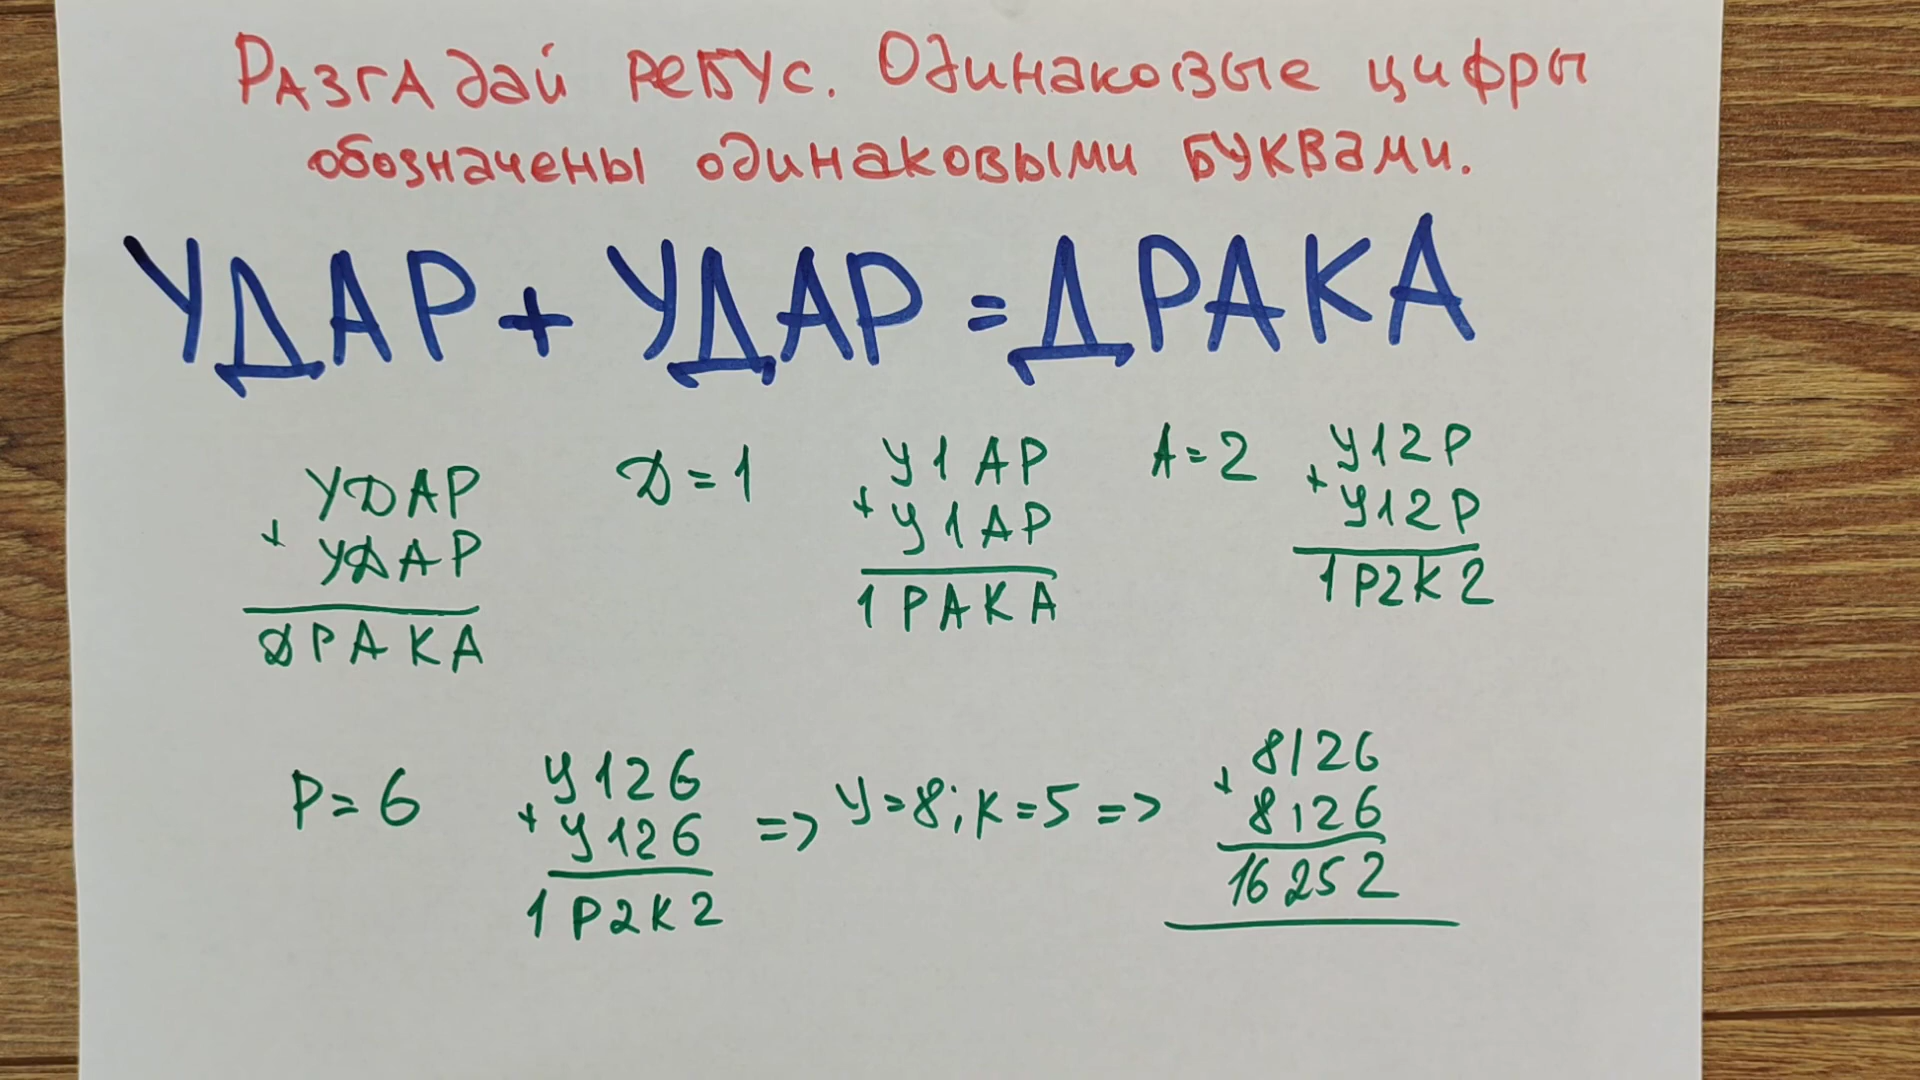 Разгадай ребус. Одинаковые цифры
обозначены одинаковыми буквами.
УДАР + УДАР = ДРАКА
УДАР
+ УДАР
ДРАКА
Д = 1
У1АР
+ У1АР
1РАКА
А = 2
У12Р
+ У12Р
1Р2К2
Р = 6
У126
+ У126
1Р2К2
=> У = 8; К = 5 =>
8126
+ 8126
16252